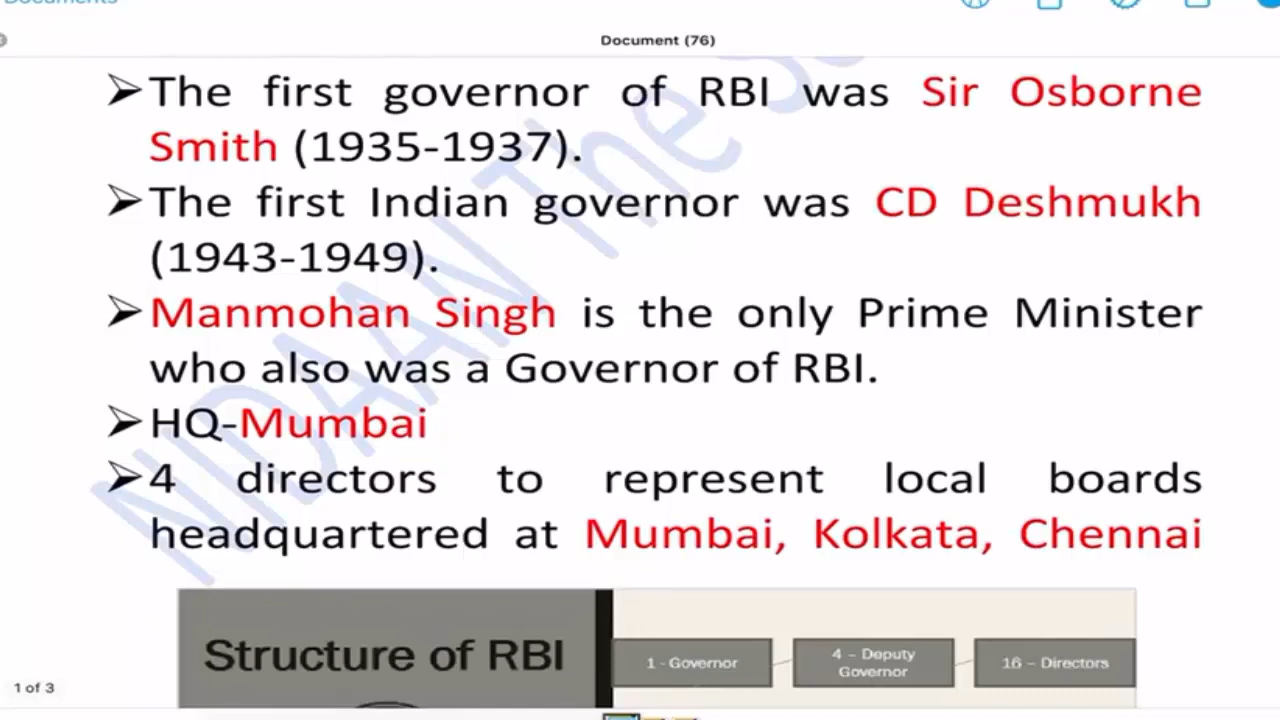 Documents
Document (76)
➢The first governor of RBI was Sir Osborne
Smith (1935-1937).
➢The first Indian governor was CD Deshmukh
(1943-1949).
➢Manmohan Singh is the only Prime Minister
who also was a Governor of RBI.
➢HQ-Mumbai
➢4 directors to represent local boards
headquartered at Mumbai, Kolkata, Chennai
NIDAAN The
Structure of RBI
1 - Governor
4 – Deputy
Governor
16 – Directors
1 of 3